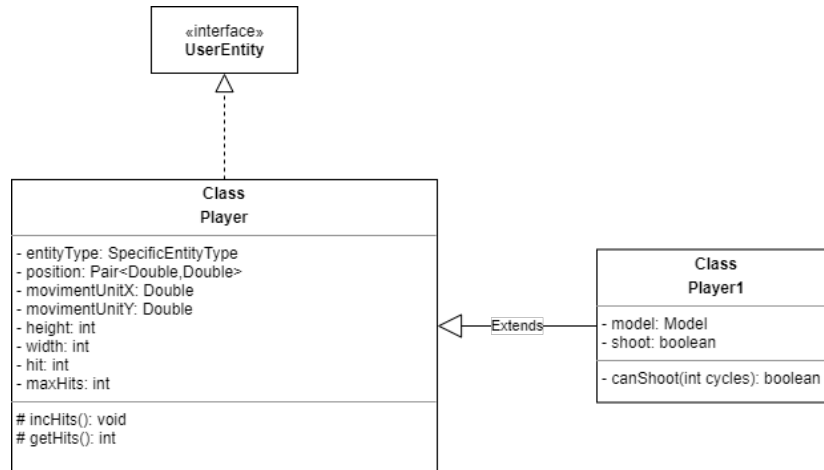 «interface»
UserEntity
Class
Player
- entityType: SpecificEntityType
- position: Pair<Double,Double>
- movimentUnitX: Double
- movimentUnitY: Double
- height: int
- width: int
- hit: int
- maxHits: int
# incHits(): void
# getHits(): int
Extends
Class
Player1
- model: Model
- shoot: boolean
- canShoot(int cycles): boolean